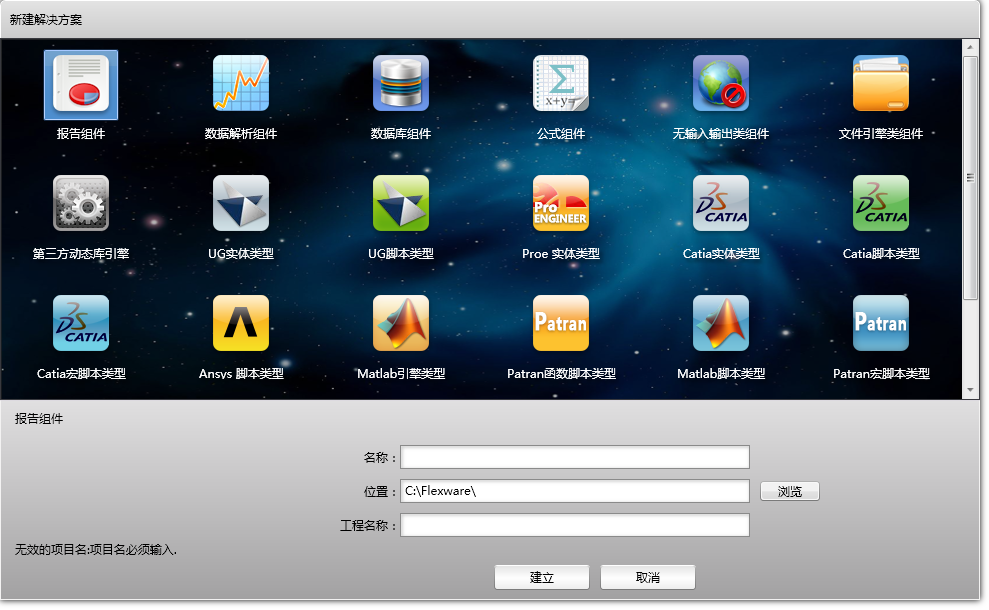 新建解决方案
报告组件
数据解析组件
数据库组件
x+y=
公式组件
无输入输出类组件
文件引擎类组件
第三方动态库引擎
UG实体类型
UG脚本类型
Pro
ENGINEER
Proe 实体类型
CATIA
Catia实体类型
CATIA
Catia脚本类型
CATIA
Catia宏脚本类型
Ansys 脚本类型
Matlab引擎类型
Patran
Patran函数脚本类型
Matlab脚本类型
Patran
Patran宏脚本类型
报告组件
名称：
位置： C:\Flexware\ 浏览
工程名称：
无效的项目名:项目名必须输入.
建立 取消